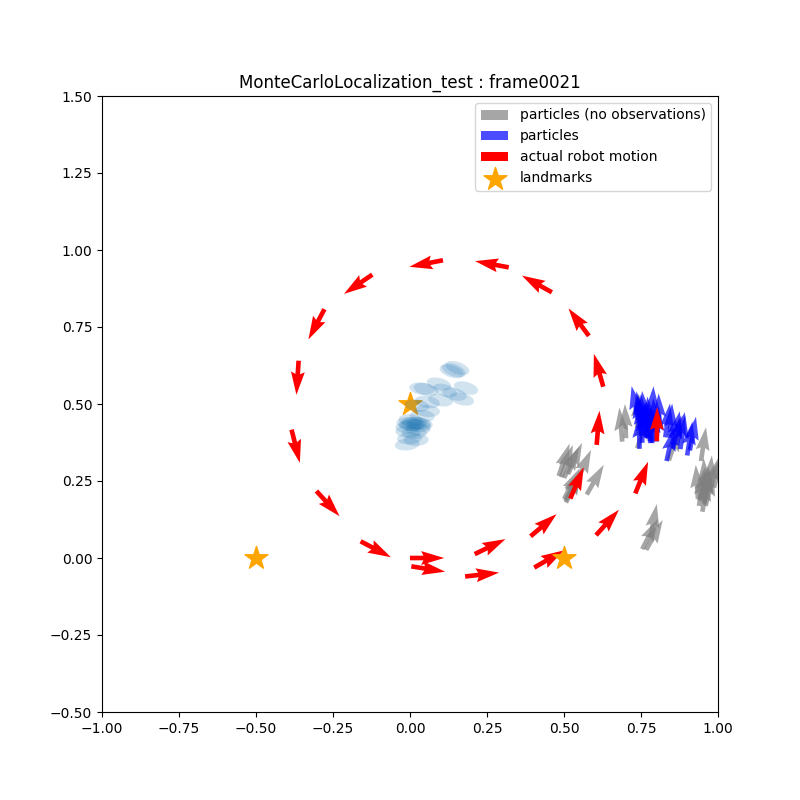 MonteCarloLocalization_test : frame0021
particles (no observations)
particles
actual robot motion
landmarks
1.50
1.25
1.00
0.75
0.50
0.25
0.00
−0.25
−0.50
−1.00 −0.75 −0.50 −0.25 0.00 0.25 0.50 0.75 1.00